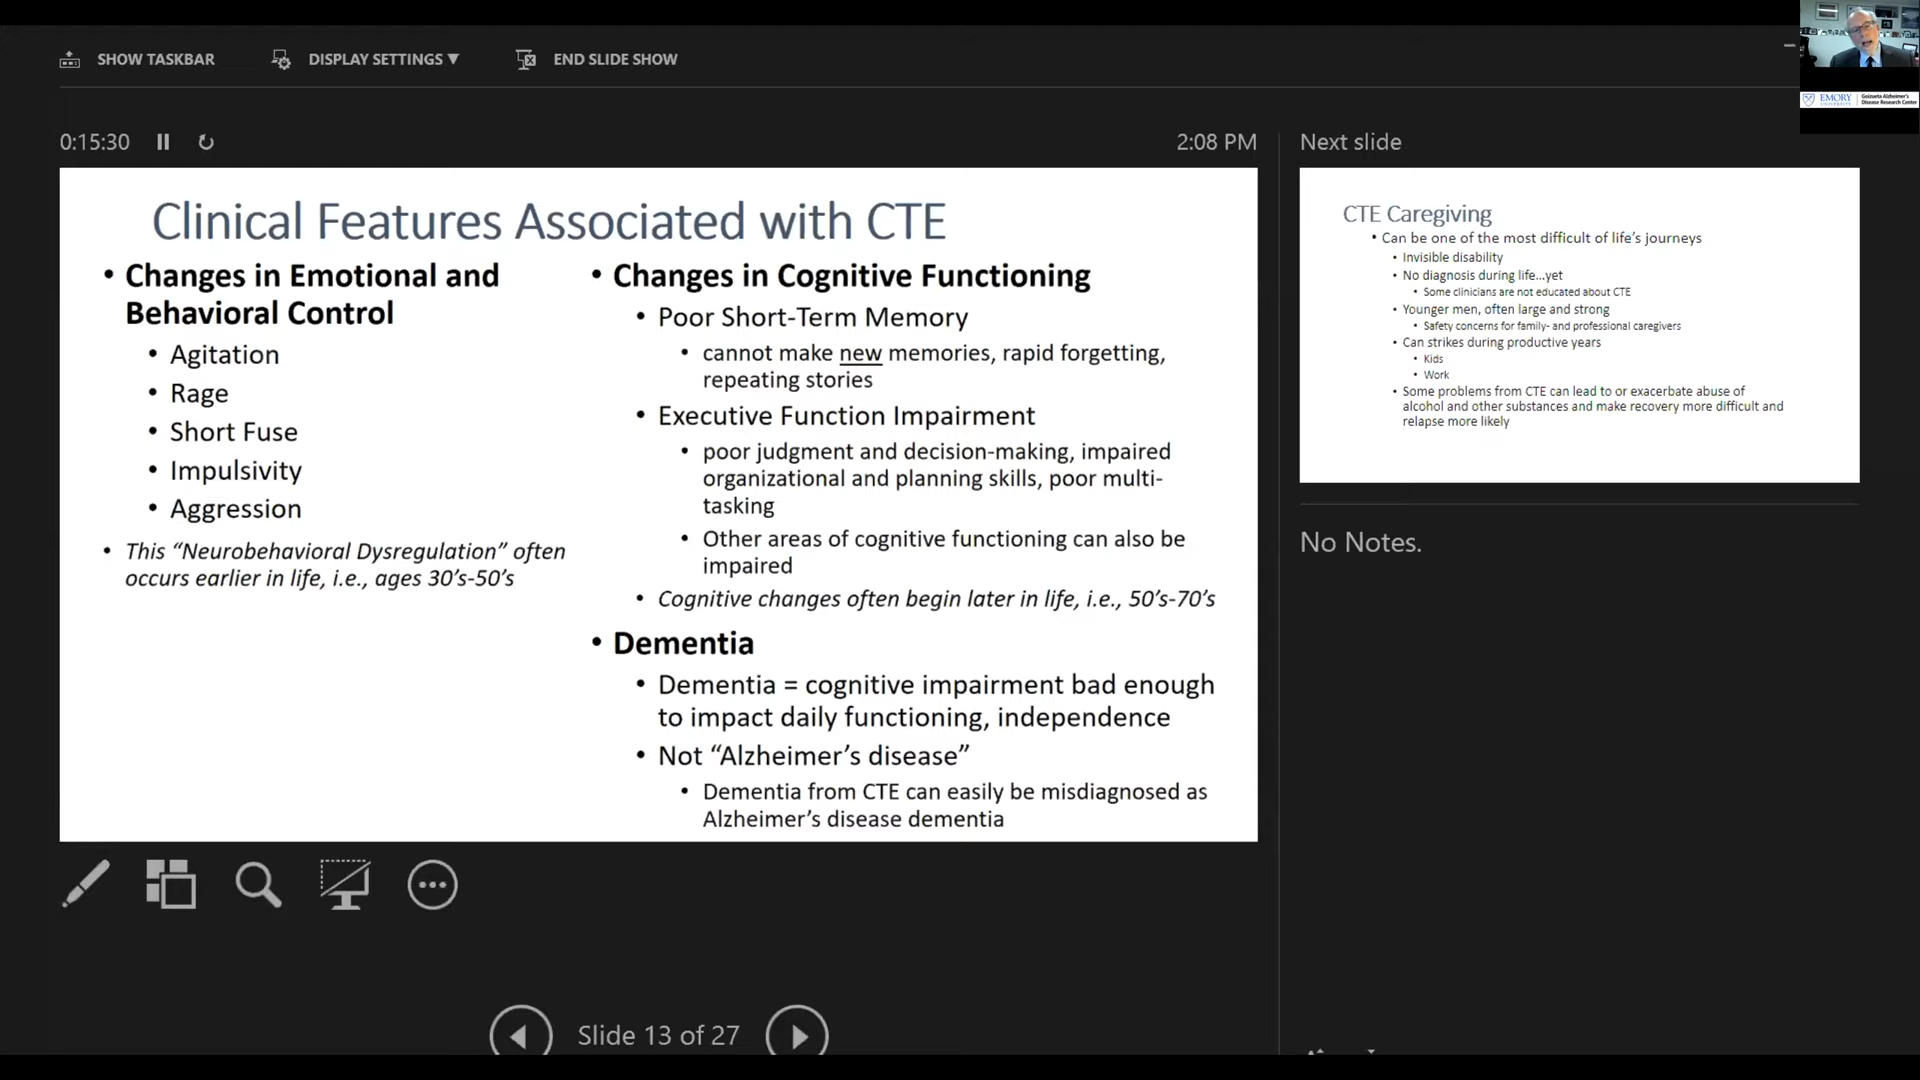 SHOW TASKBAR
DISPLAY SETTINGS ▼
END SLIDE SHOW
EMORY
UNIVERSITY
Goizueta Alzheimer's
Disease Research Center
0:15:30
2:08 PM
Clinical Features Associated with CTE
• Changes in Emotional and
Behavioral Control
• Agitation
• Rage
• Short Fuse
• Impulsivity
• Aggression
• This “Neurobehavioral Dysregulation” often
occurs earlier in life, i.e., ages 30’s-50’s
• Changes in Cognitive Functioning
• Poor Short-Term Memory
• cannot make new memories, rapid forgetting,
repeating stories
• Executive Function Impairment
• poor judgment and decision-making, impaired
organizational and planning skills, poor multi-
tasking
• Other areas of cognitive functioning can also be
impaired
• Cognitive changes often begin later in life, i.e., 50’s-70’s
• Dementia
• Dementia = cognitive impairment bad enough
to impact daily functioning, independence
• Not “Alzheimer’s disease”
• Dementia from CTE can easily be misdiagnosed as
Alzheimer’s disease dementia
Next slide
CTE Caregiving
• Can be one of the most difficult of life’s journeys
• Invisible disability
• No diagnosis during life...yet
• Some clinicians are not educated about CTE
• Younger men, often large and strong
• Safety concerns for family- and professional caregivers
• Can strikes during productive years
• Kids
• Work
• Some problems from CTE can lead to or exacerbate abuse of
alcohol and other substances and make recovery more difficult and
relapse more likely
No Notes.
Slide 13 of 27